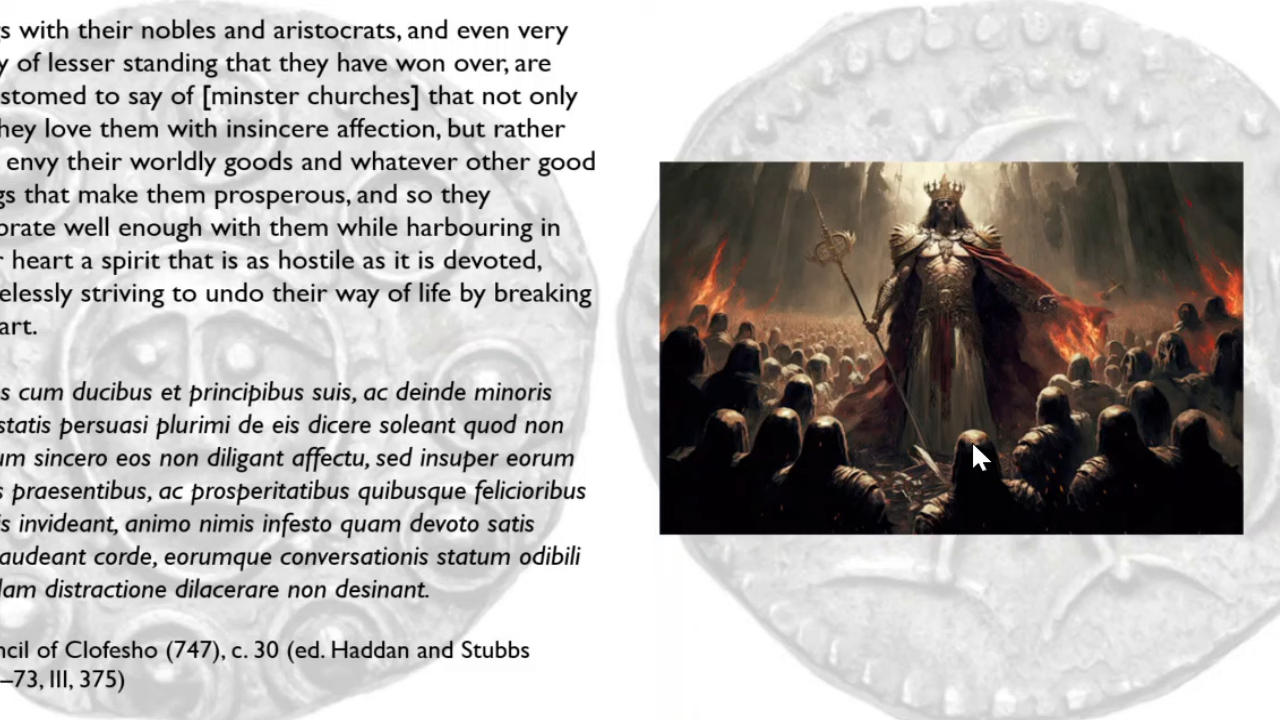 s with their nobles and aristocrats, and even very
y of lesser standing that they have won over, are
stomed to say of [minster churches] that not only
hey love them with insincere affection, but rather
envy their worldly goods and whatever other good
gs that make them prosperous, and so they
orate well enough with them while harbouring in
r heart a spirit that is as hostile as it is devoted,
elessly striving to undo their way of life by breaking
art.
s cum ducibus et principibus suis, ac deinde minoris
statis persuasi plurimi de eis dicere soleant quod non
um sincero eos non diligant affectu, sed insuper eorum
s praesentibus, ac prosperitatibus quibusque felicioribus
is invideant, animo nimis infesto quam devoto satis
audeant corde, eorumque conversationis statum odibili
dam distractione dilacerare non desinant.
ncil of Clofesho (747), c. 30 (ed. Haddan and Stubbs
–73, III, 375)